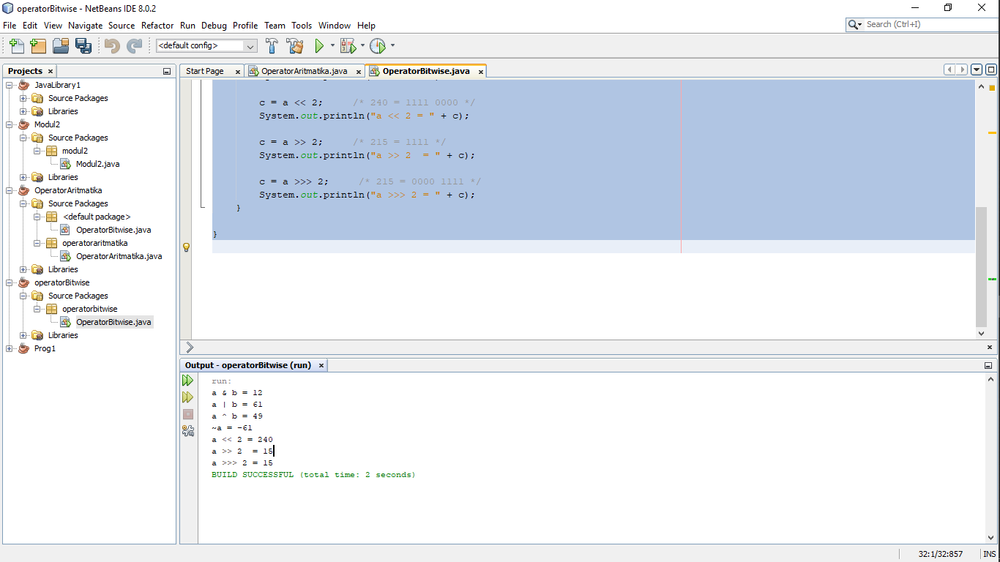 operatorBitwise - NetBeans IDE 8.0.2
File Edit View Navigate Source Refactor Run Debug Profile Team Tools Window Help
Search (Ctrl+I)
<default config>
Projects
JavaLibrary1
Source Packages
Libraries
Modul2
Source Packages
modul2
Modul2.java
Libraries
OperatorAritmatika
Source Packages
<default package>
OperatorBitwise.java
operatoraritmatika
OperatorAritmatika.java
Libraries
operatorBitwise
Source Packages
operatorbitwise
OperatorBitwise.java
Libraries
Prog1
Start Page OperatorAritmatika.java OperatorBitwise.java
c = a << 2; /* 240 = 1111 0000 */
System.out.println("a << 2 = " + c);
c = a >> 2; /* 215 = 1111 */
System.out.println("a >> 2  = " + c);
c = a >>> 2; /* 215 = 0000 1111 */
System.out.println("a >>> 2 = " + c);
}
}
Output - operatorBitwise (run)
run:
a & b = 12
a | b = 61
a ^ b = 49
~a = -61
a << 2 = 240
a >> 2  = 15
a >>> 2 = 15
BUILD SUCCESSFUL (total time: 2 seconds)
32:1/32:857 INS